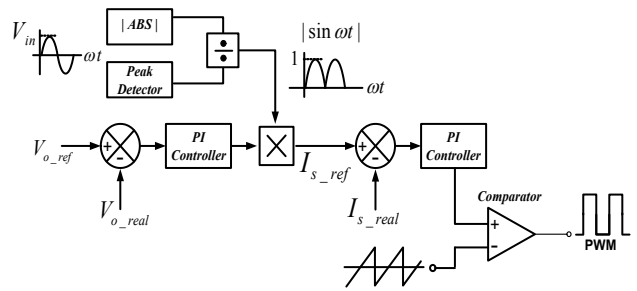 V_in
ωt
| ABS |
Peak
Detector
÷
| sin ωt |
1
ωt
V_o_ref
+
-
V_o_real
PI
Controller
×
I_s_ref
+
-
I_s_real
PI
Controller
Comparator
+
−
PWM